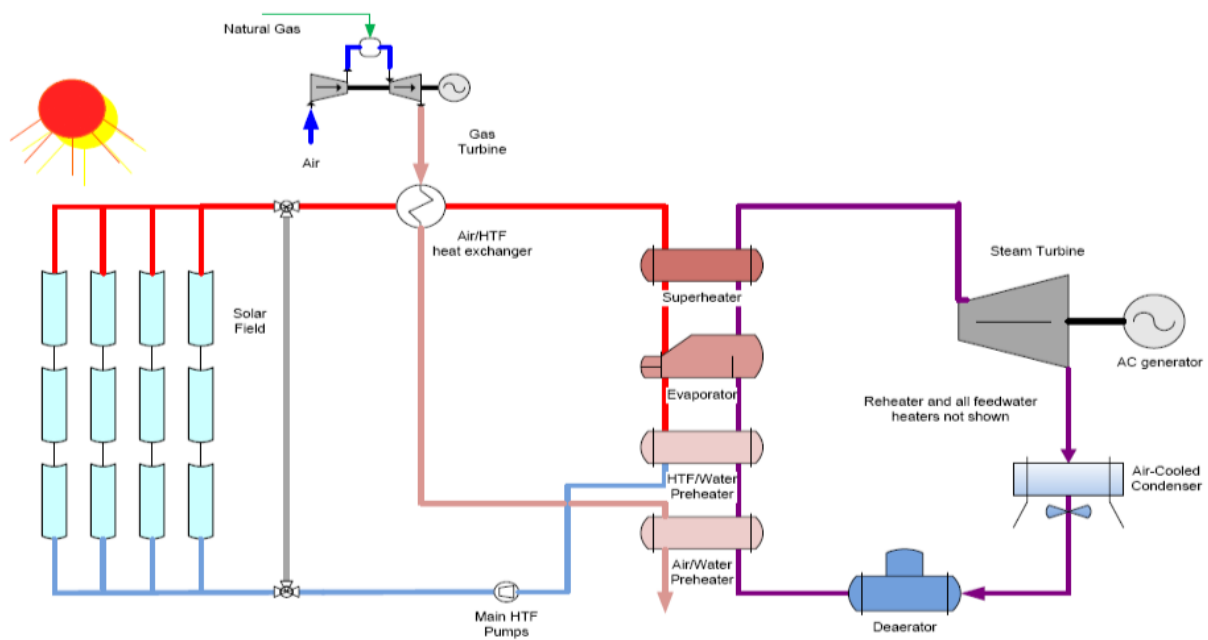 Natural Gas
Air
Gas
Turbine
Air/HTF
heat exchanger
Solar
Field
Superheater
Evaporator
HTF/Water
Preheater
Air/Water
Preheater
Main HTF
Pumps
Steam Turbine
AC generator
Reheater and all feedwater
heaters not shown
Air-Cooled
Condenser
Deaerator